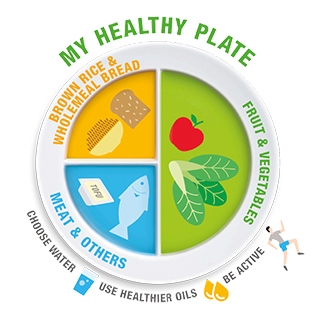 MY HEALTHY PLATE
BROWN RICE &
WHOLEMEAL BREAD
FRUIT & VEGETABLES
TOFU
MEAT & OTHERS
CHOOSE WATER
USE HEALTHIER OILS
BE ACTIVE